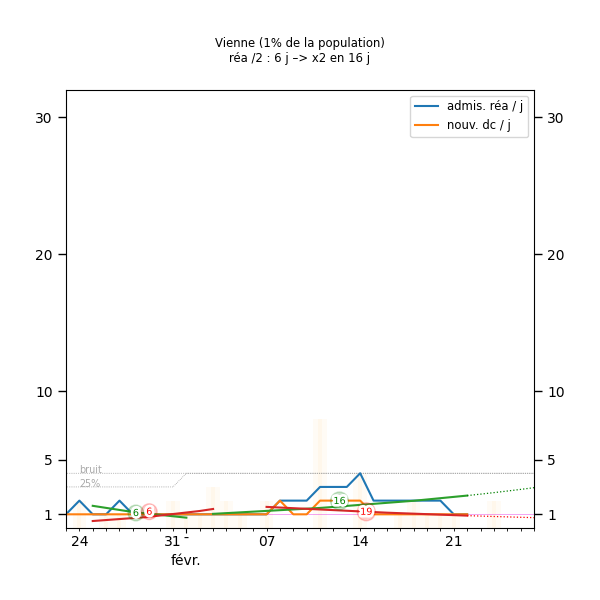 Vienne (1% de la population)
réa /2 : 6 j –> x2 en 16 j
admis. réa / j
nouv. dc / j
30 30
20 20
10 10
5 5
bruit
25%
16
6 6 19
1 1
24 31 - 07 14 21
févr.